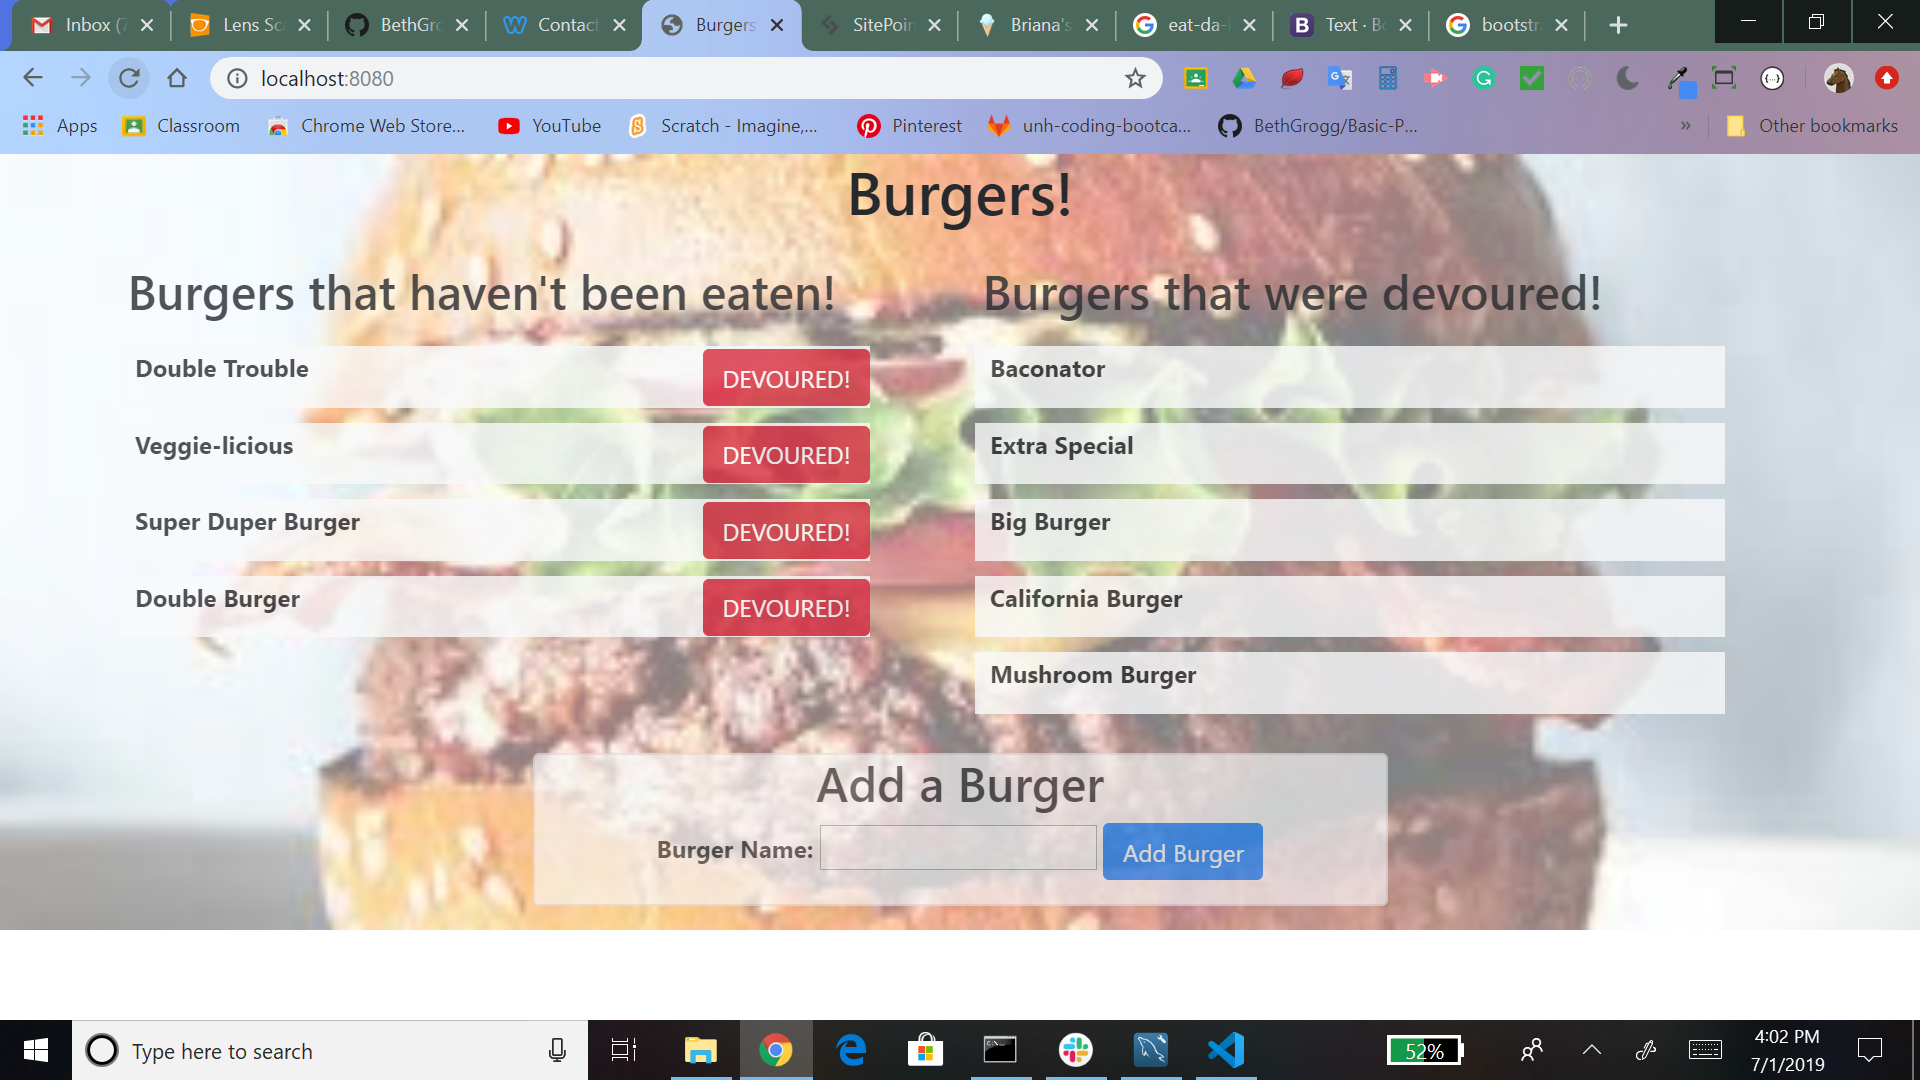 Inbox (7
Lens Sc
BethGro
Contact
Burgers
SitePoin
Briana's
eat-da-
Text · Bo
bootstra
localhost:8080
Apps
Classroom
Chrome Web Store...
YouTube
Scratch - Imagine,...
Pinterest
unh-coding-bootca...
BethGrogg/Basic-P...
»
Other bookmarks
Burgers!
Burgers that haven't been eaten!
Double Trouble DEVOURED!
Veggie-licious DEVOURED!
Super Duper Burger DEVOURED!
Double Burger DEVOURED!
Burgers that were devoured!
Baconator
Extra Special
Big Burger
California Burger
Mushroom Burger
Add a Burger
Burger Name: Add Burger
Type here to search
52%
4:02 PM
7/1/2019